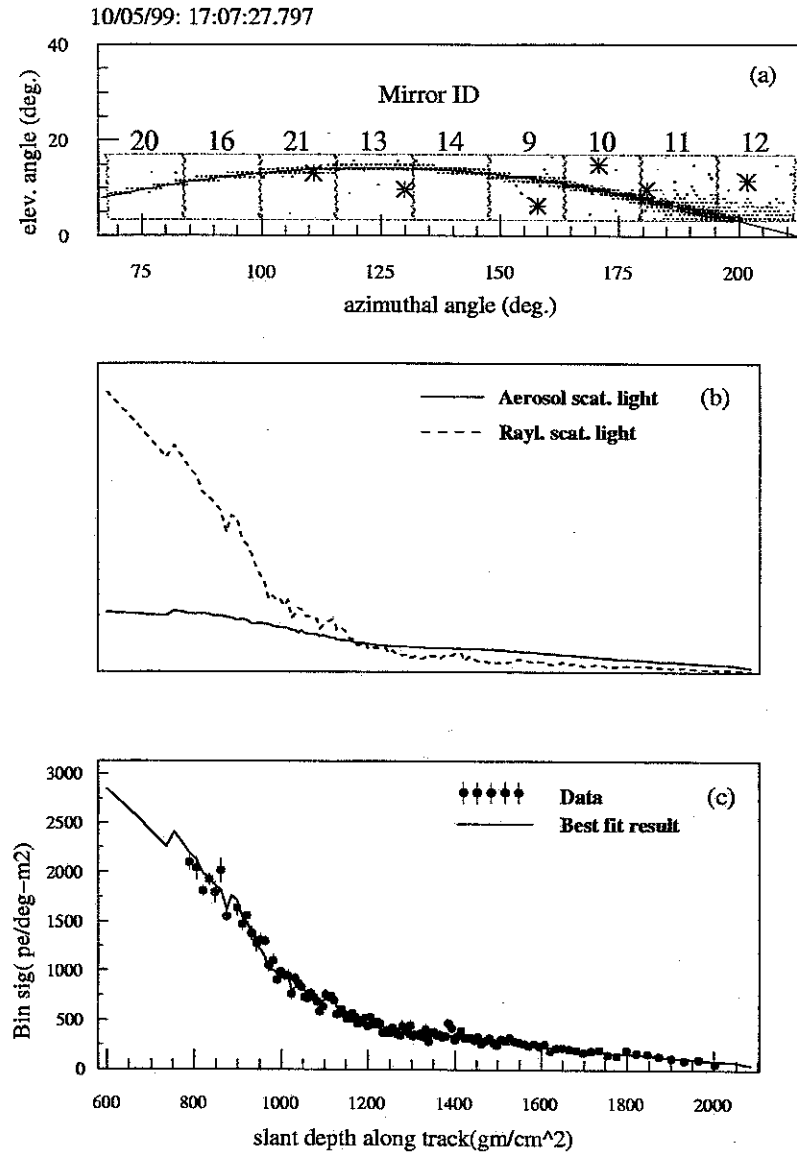 10/05/99: 17:07:27.797
40
(a)
Mirror ID
20 16 21 13 14 9 10 11 12
20
0
elev. angle (deg.)
75 100 125 150 175 200
azimuthal angle (deg.)
Aerosol scat. light
(b)
Rayl. scat. light
3000
2500
2000
1500
1000
500
0
Bin sig( pe/deg−m2)
Data
(c)
Best fit result
600 800 1000 1200 1400 1600 1800 2000
slant depth along track(gm/cm^2)